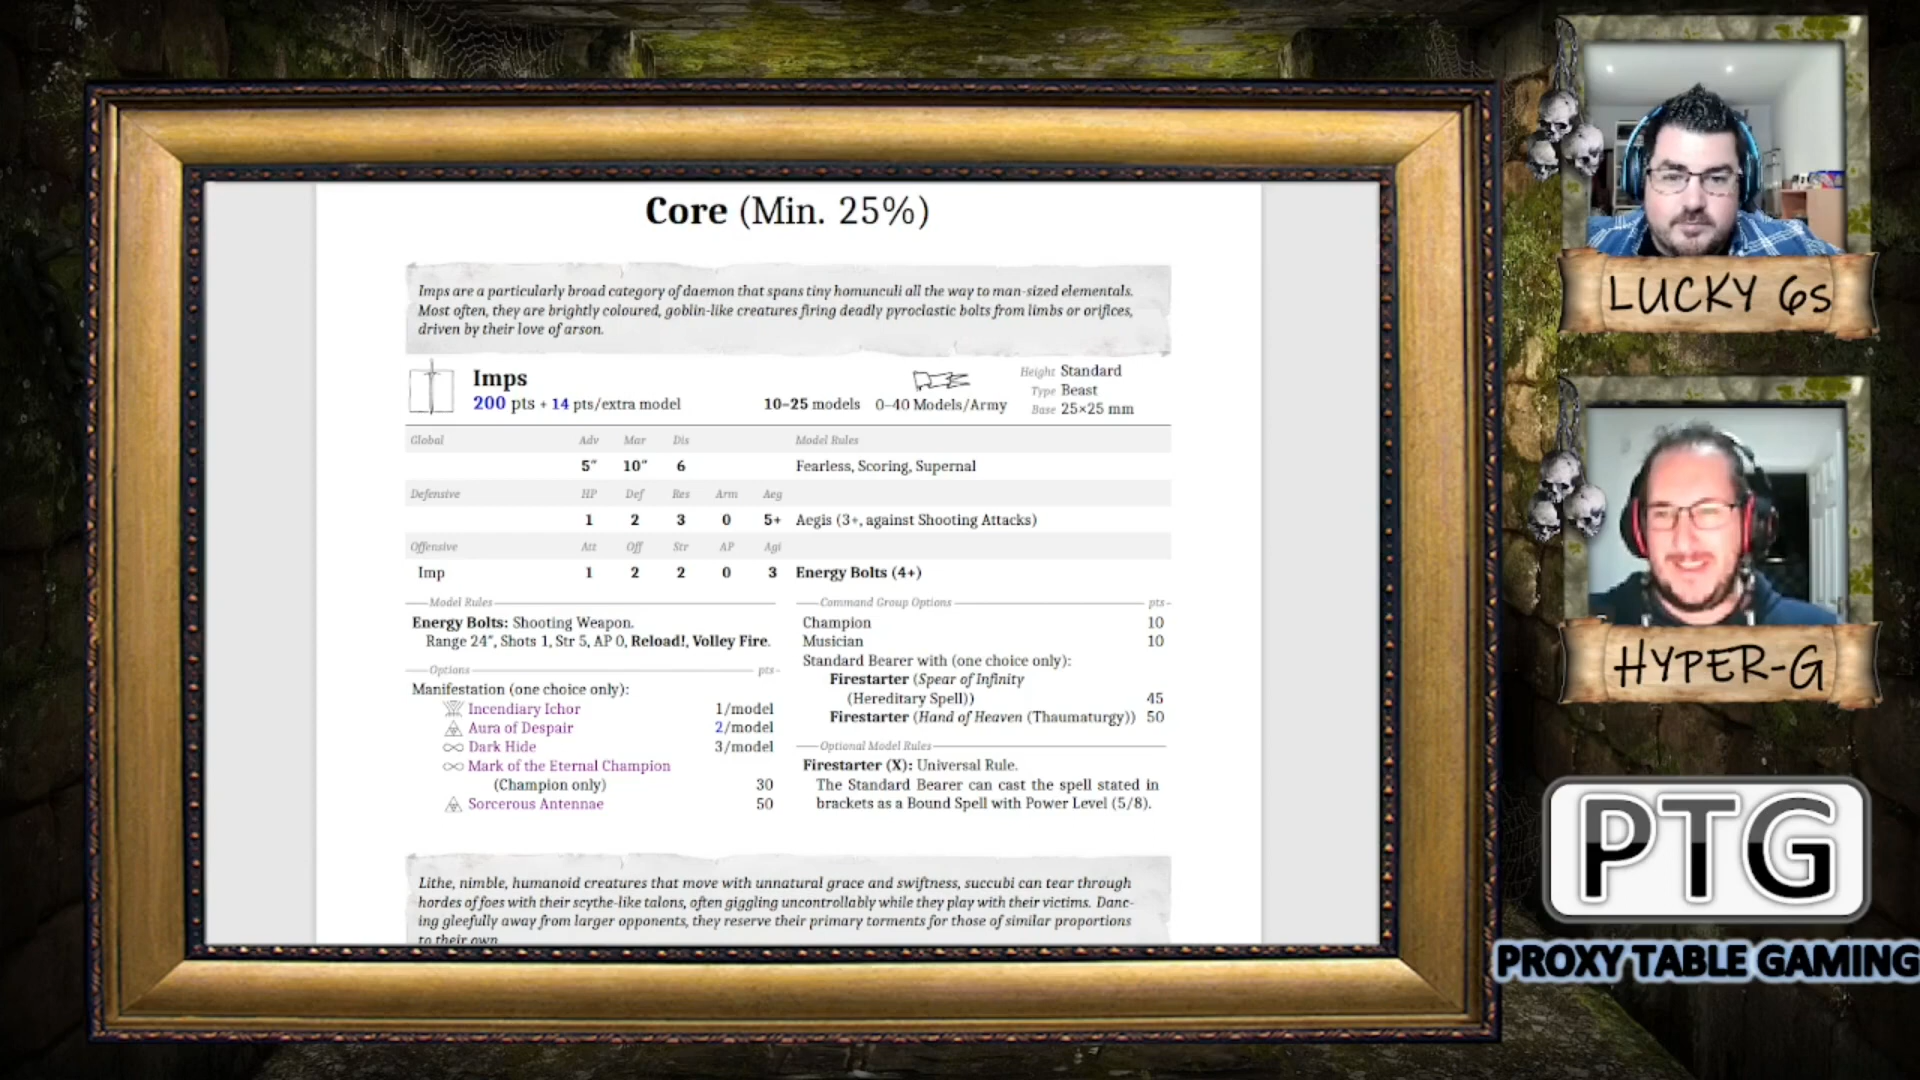 Core (Min. 25%)
Imps are a particularly broad category of daemon that spans tiny homunculi all the way to man-sized elementals.
Most often, they are brightly coloured, goblin-like creatures firing deadly pyroclastic bolts from limbs or orifices,
driven by their love of arson.
Imps
200 pts + 14 pts/extra model
10–25 models
0–40 Models/Army
Height Standard
Type Beast
Base 25×25 mm
Global Adv Mar Dis Model Rules
5″ 10″ 6 Fearless, Scoring, Supernal
Defensive HP Def Res Arm Aeg
1 2 3 0 5+ Aegis (3+, against Shooting Attacks)
Offensive Att Off Str AP Agi
Imp 1 2 2 0 3 Energy Bolts (4+)
Model Rules
Energy Bolts: Shooting Weapon.
Range 24″, Shots 1, Str 5, AP 0, Reload!, Volley Fire.
Options pts
Manifestation (one choice only):
Incendiary Ichor 1/model
Aura of Despair 2/model
Dark Hide 3/model
Mark of the Eternal Champion
(Champion only) 30
Sorcerous Antennae 50
Command Group Options pts
Champion 10
Musician 10
Standard Bearer with (one choice only):
Firestarter (Spear of Infinity
(Hereditary Spell)) 45
Firestarter (Hand of Heaven (Thaumaturgy)) 50
Optional Model Rules
Firestarter (X): Universal Rule.
The Standard Bearer can cast the spell stated in
brackets as a Bound Spell with Power Level (5/8).
Lithe, nimble, humanoid creatures that move with unnatural grace and swiftness, succubi can tear through
hordes of foes with their scythe-like talons, often giggling uncontrollably while they play with their victims. Danc-
ing gleefully away from larger opponents, they reserve their primary torments for those of similar proportions
to their own
LUCKY 6s
HYPER-G
PTG
PROXY TABLE GAMING